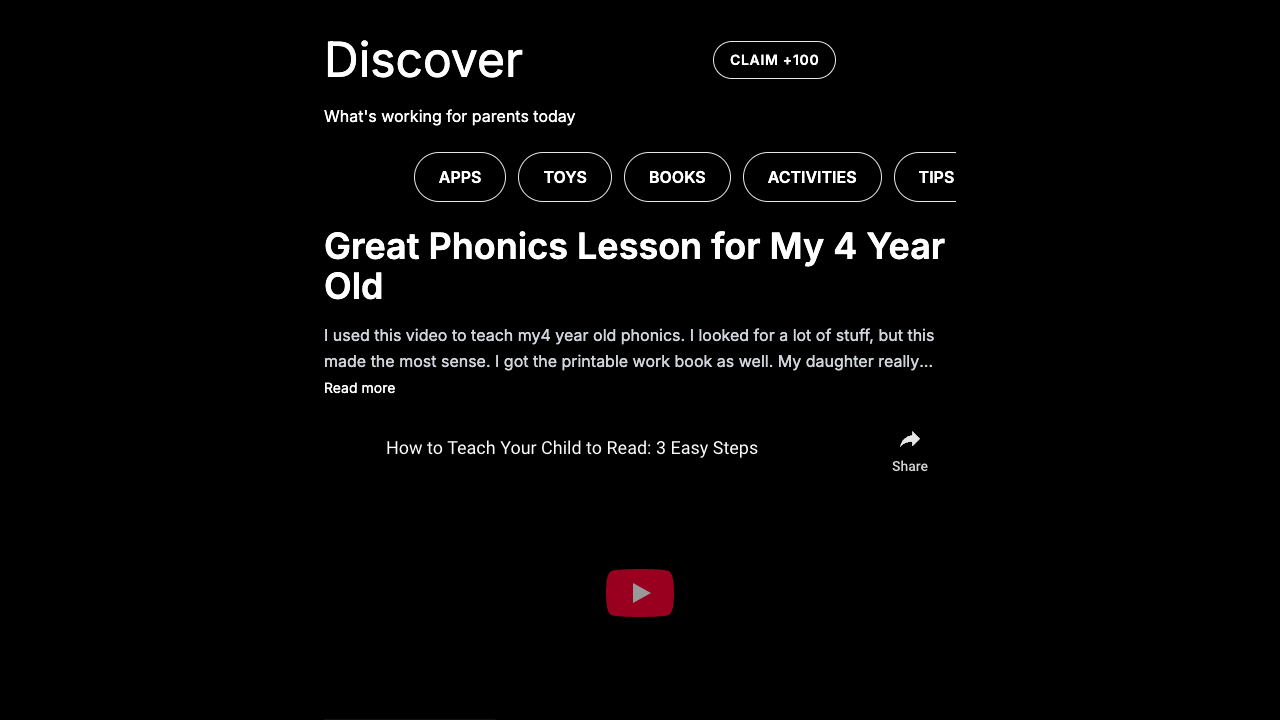 Discover
CLAIM +100
What's working for parents today
APPS
TOYS
BOOKS
ACTIVITIES
TIPS
Great Phonics Lesson for My 4 Year
Old
I used this video to teach my4 year old phonics. I looked for a lot of stuff, but this
made the most sense. I got the printable work book as well. My daughter really...
Read more
How to Teach Your Child to Read: 3 Easy Steps
Share